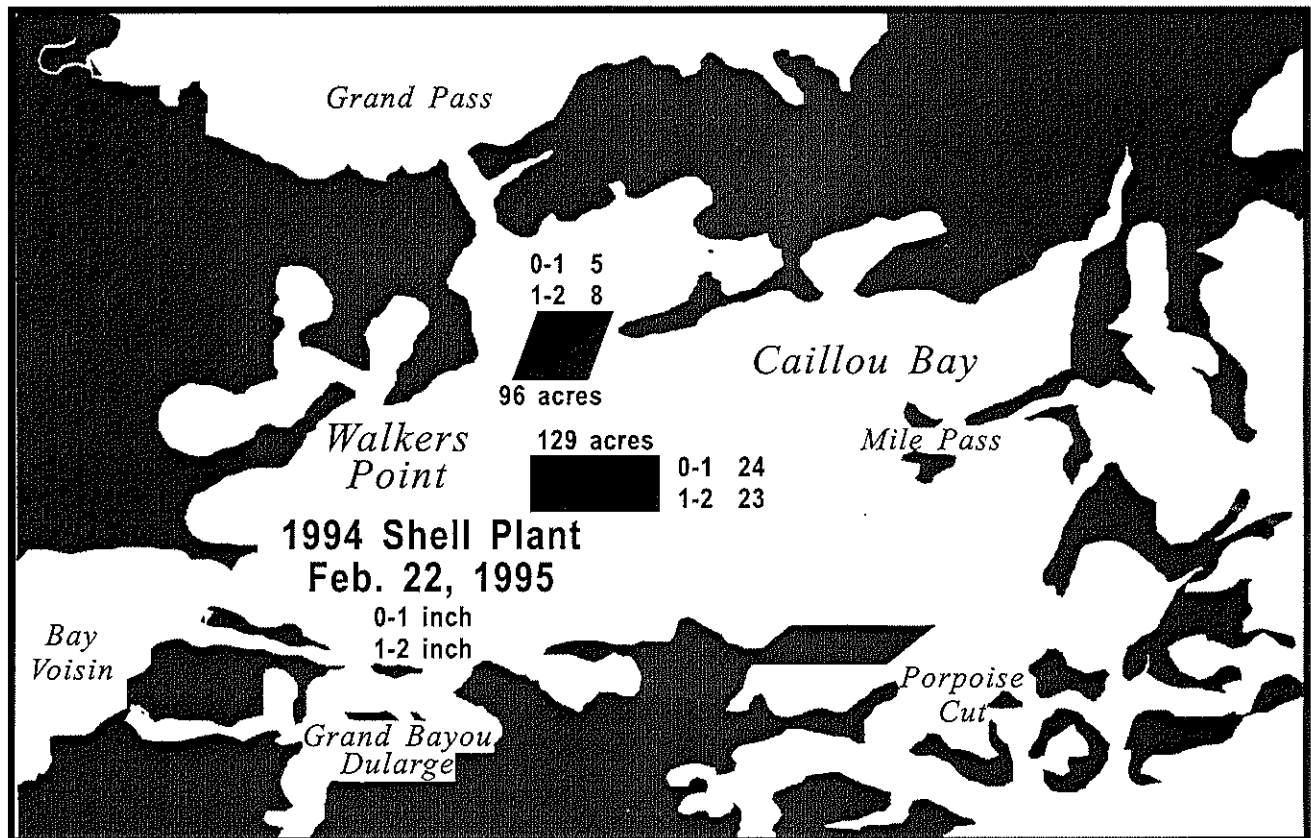 Grand Pass
0-1 5
1-2 8
96 acres
Caillou Bay
Walkers
Point
129 acres
0-1 24
1-2 23
Mile Pass
1994 Shell Plant
Feb. 22, 1995
0-1 inch
1-2 inch
Bay
Voisin
Grand Bayou
Dularge
Porpoise
Cut